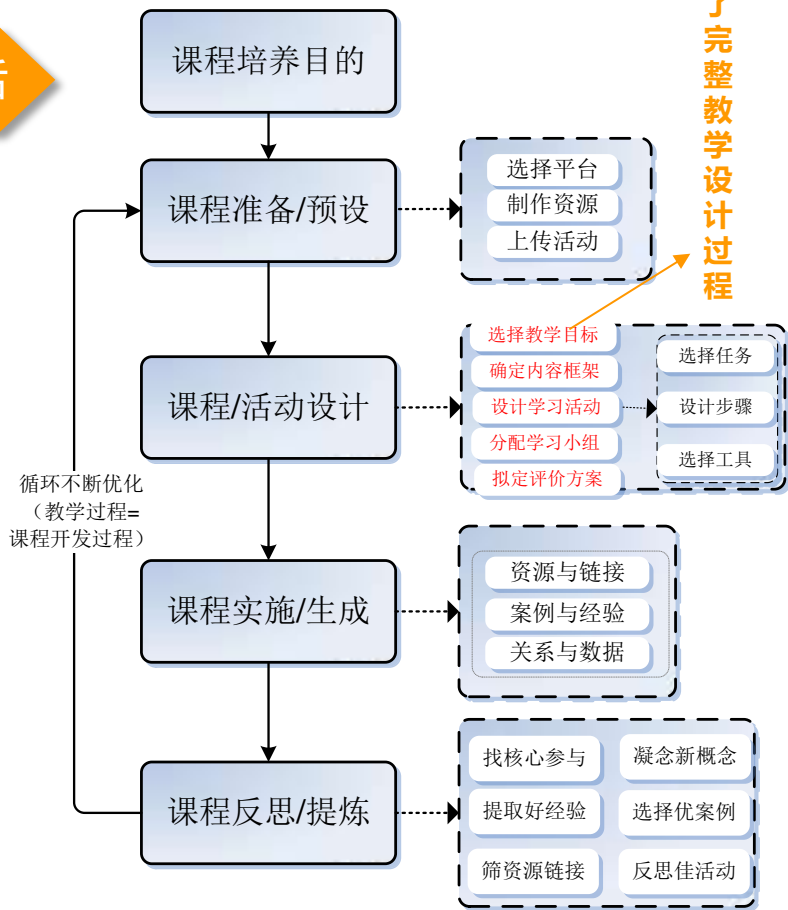 课程培养目的
课程准备/预设
选择平台
制作资源
上传活动
了完整教学设计过程
课程/活动设计
选择教学目标
确定内容框架
设计学习活动
分配学习小组
拟定评价方案
选择任务
设计步骤
选择工具
循环不断优化
(教学过程=
课程开发过程)
课程实施/生成
资源与链接
案例与经验
关系与数据
课程反思/提炼
找核心参与
凝念新概念
提取好经验
选择优案例
筛资源链接
反思佳活动